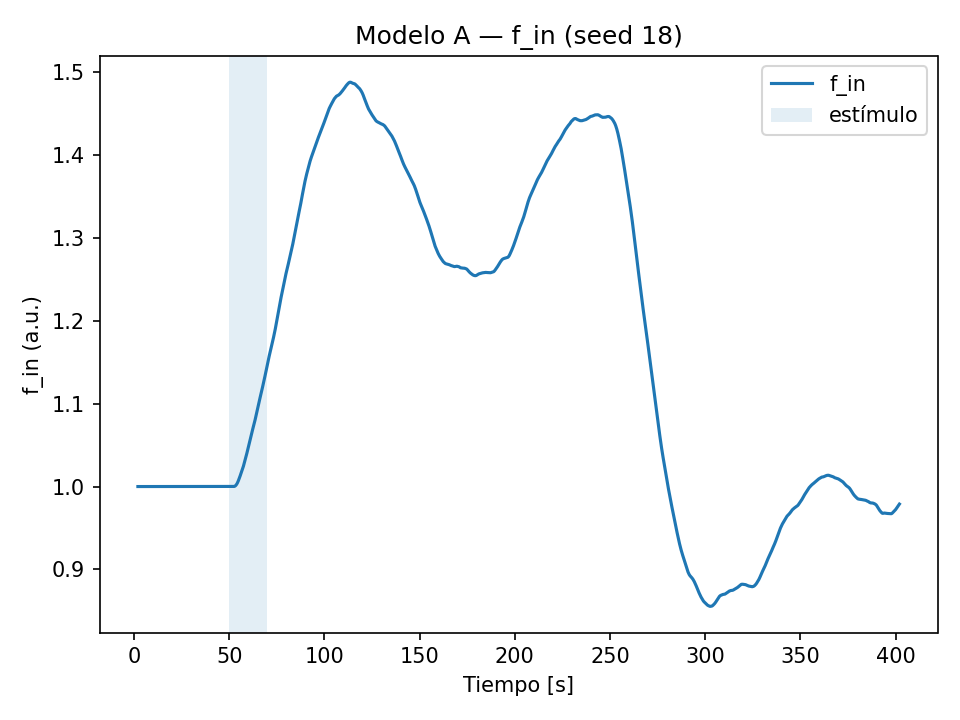 Modelo A — f_in (seed 18)
f_in
estímulo
f_in (a.u.)
1.5
1.4
1.3
1.2
1.1
1.0
0.9
0 50 100 150 200 250 300 350 400
Tiempo [s]